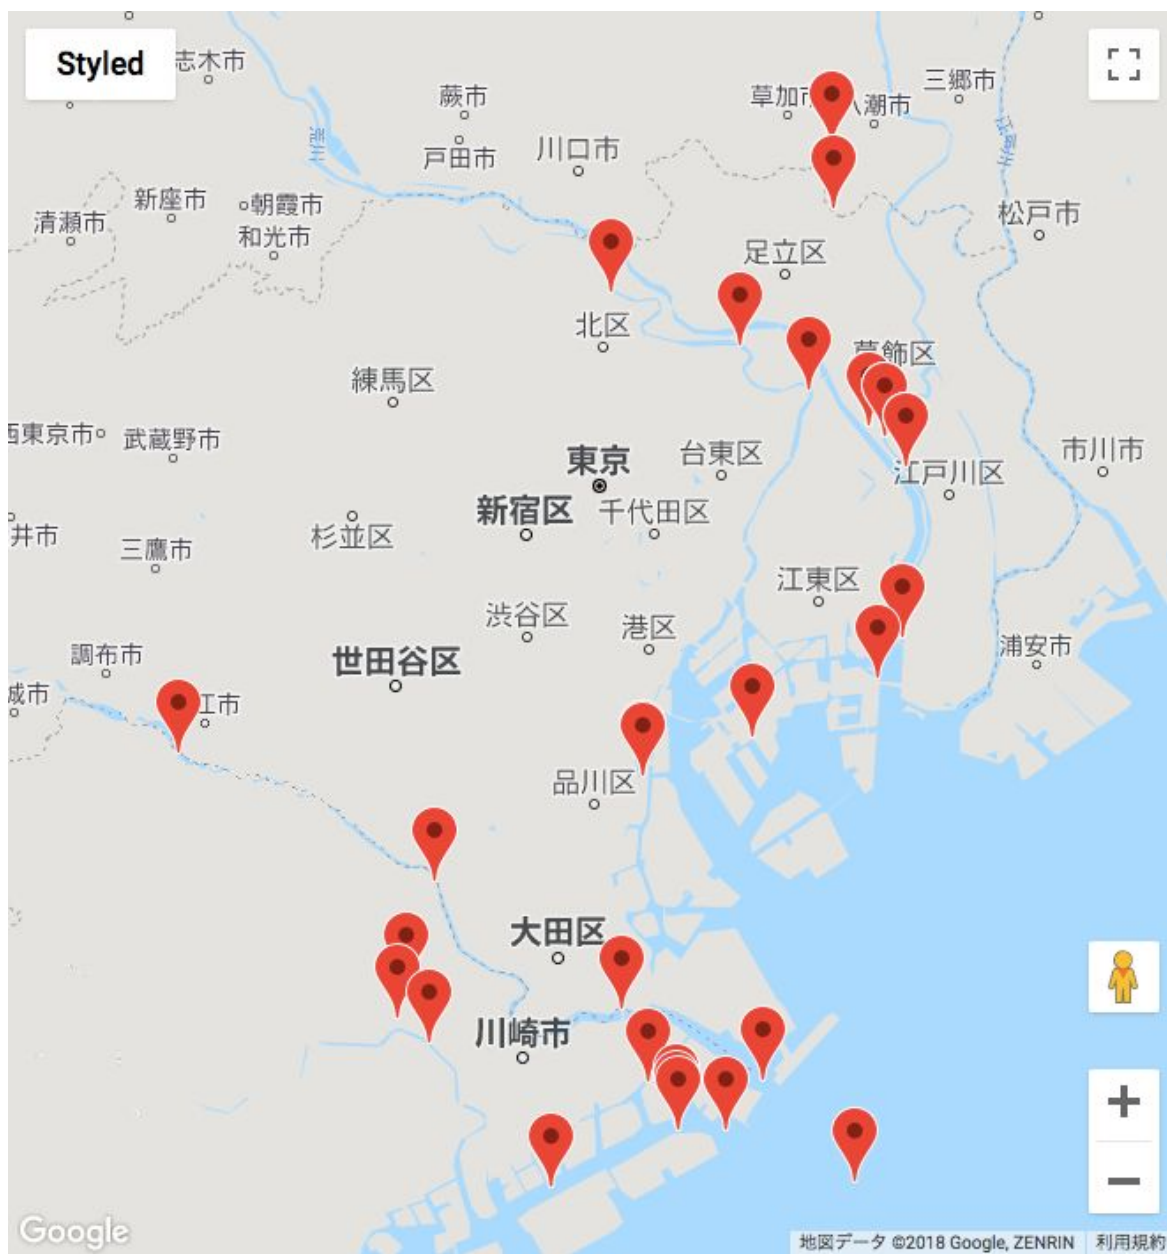 Styled
志木市
蕨市
草加市
八潮市
三郷市
荒川
戸田市
川口市
江戸川
新座市
朝霞市
松戸市
清瀬市
和光市
足立区
北区
葛飾区
練馬区
西東京市
武蔵野市
東京
台東区
市川市
江戸川区
新宿区
千代田区
井市
三鷹市
杉並区
江東区
渋谷区
港区
調布市
世田谷区
浦安市
城市
江市
品川区
大田区
川崎市
Google
地図データ ©2018 Google, ZENRIN
利用規約